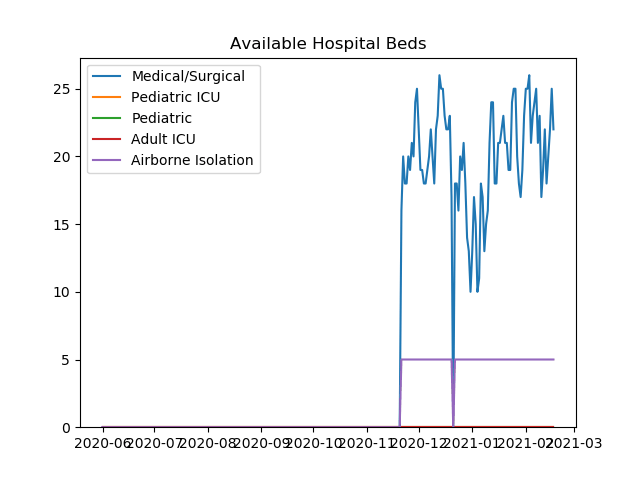 Available Hospital Beds
Medical/Surgical
Pediatric ICU
Pediatric
Adult ICU
Airborne Isolation
25
20
15
10
5
0
2020-06 2020-07 2020-08 2020-09 2020-10 2020-11 2020-12 2021-01 2021-02 2021-03